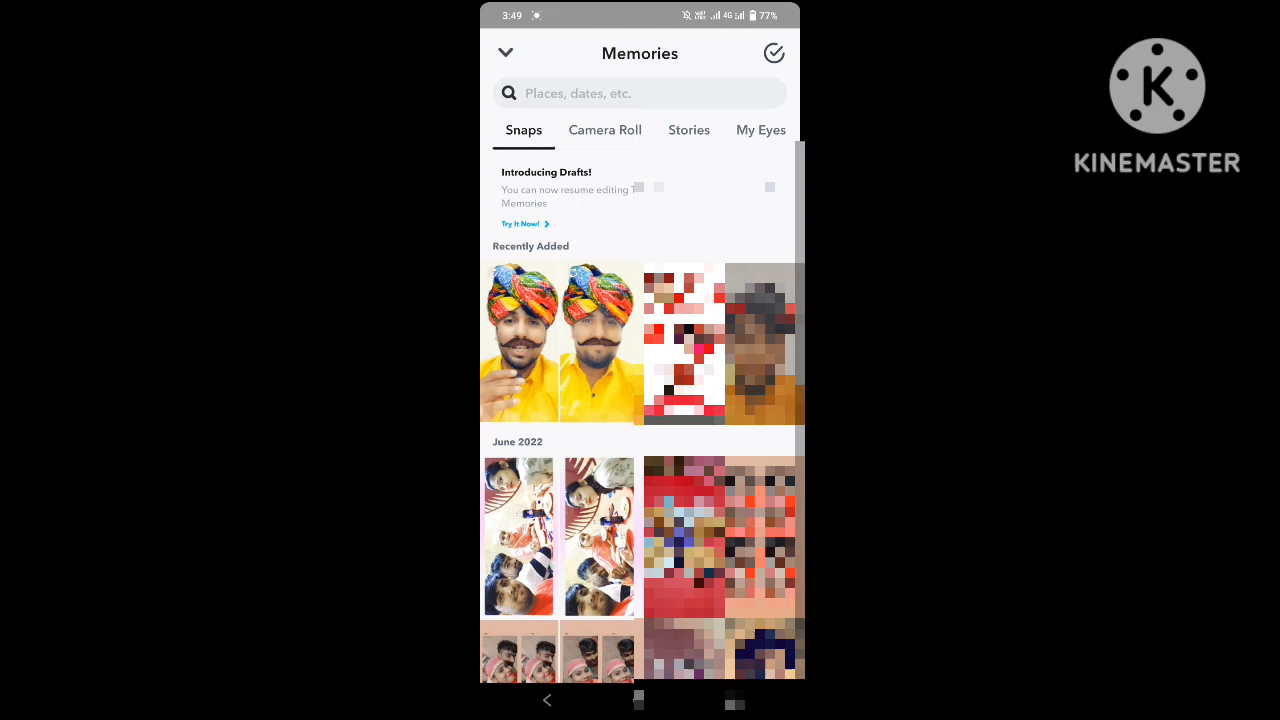 3:49
4G
77%
Memories
Places, dates, etc.
Snaps
Camera Roll
Stories
My Eyes
Introducing Drafts!
You can now resume editing
Memories
Try It Now!
Recently Added
June 2022
K
KINEMASTER